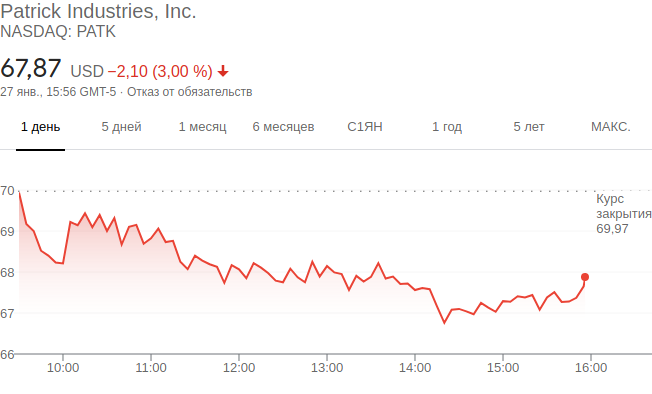 Patrick Industries, Inc.
NASDAQ: PATK
67,87 USD −2,10 (3,00 %)
27 янв., 15:56 GMT-5 · Отказ от обязательств
1 день 5 дней 1 месяц 6 месяцев С1ЯН 1 год 5 лет МАКС.
70
Курс
закрытия
69,97
69
68
67
66
10:00 11:00 12:00 13:00 14:00 15:00 16:00